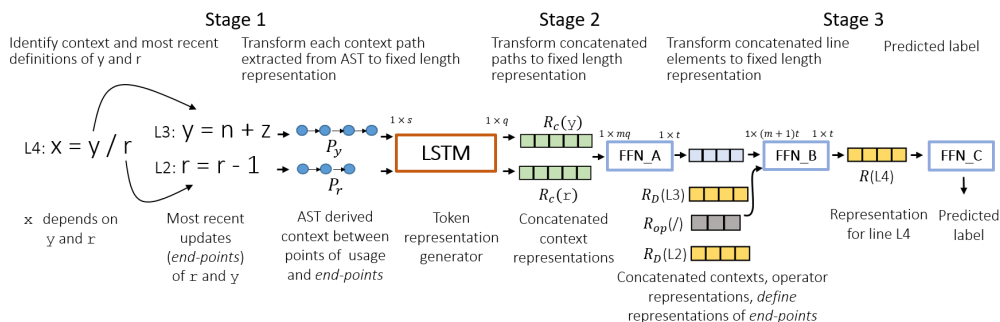 Stage 1
Stage 2
Stage 3
Identify context and most recent
definitions of y and r
Transform each context path
extracted from AST to fixed length
representation
Transform concatenated
paths to fixed length
representation
Transform concatenated line
elements to fixed length
representation
Predicted label
L4: x = y / r
L3: y = n + z
L2: r = r - 1
P_y
P_r
1 × s
LSTM
1 × q
R_c(y)
R_c(r)
1 × mq
FFN_A
1 × t
R_D(L3)
R_op(/)
R_D(L2)
1× (m + 1)t
FFN_B
1 × t
R(L4)
FFN_C
x depends on
y and r
Most recent
updates
(end-points)
of r and y
AST derived
context between
points of usage
and end-points
Token
representation
generator
Concatenated
context
representations
Concatenated contexts, operator
representations, define
representations of end-points
Representation
for line L4
Predicted
label